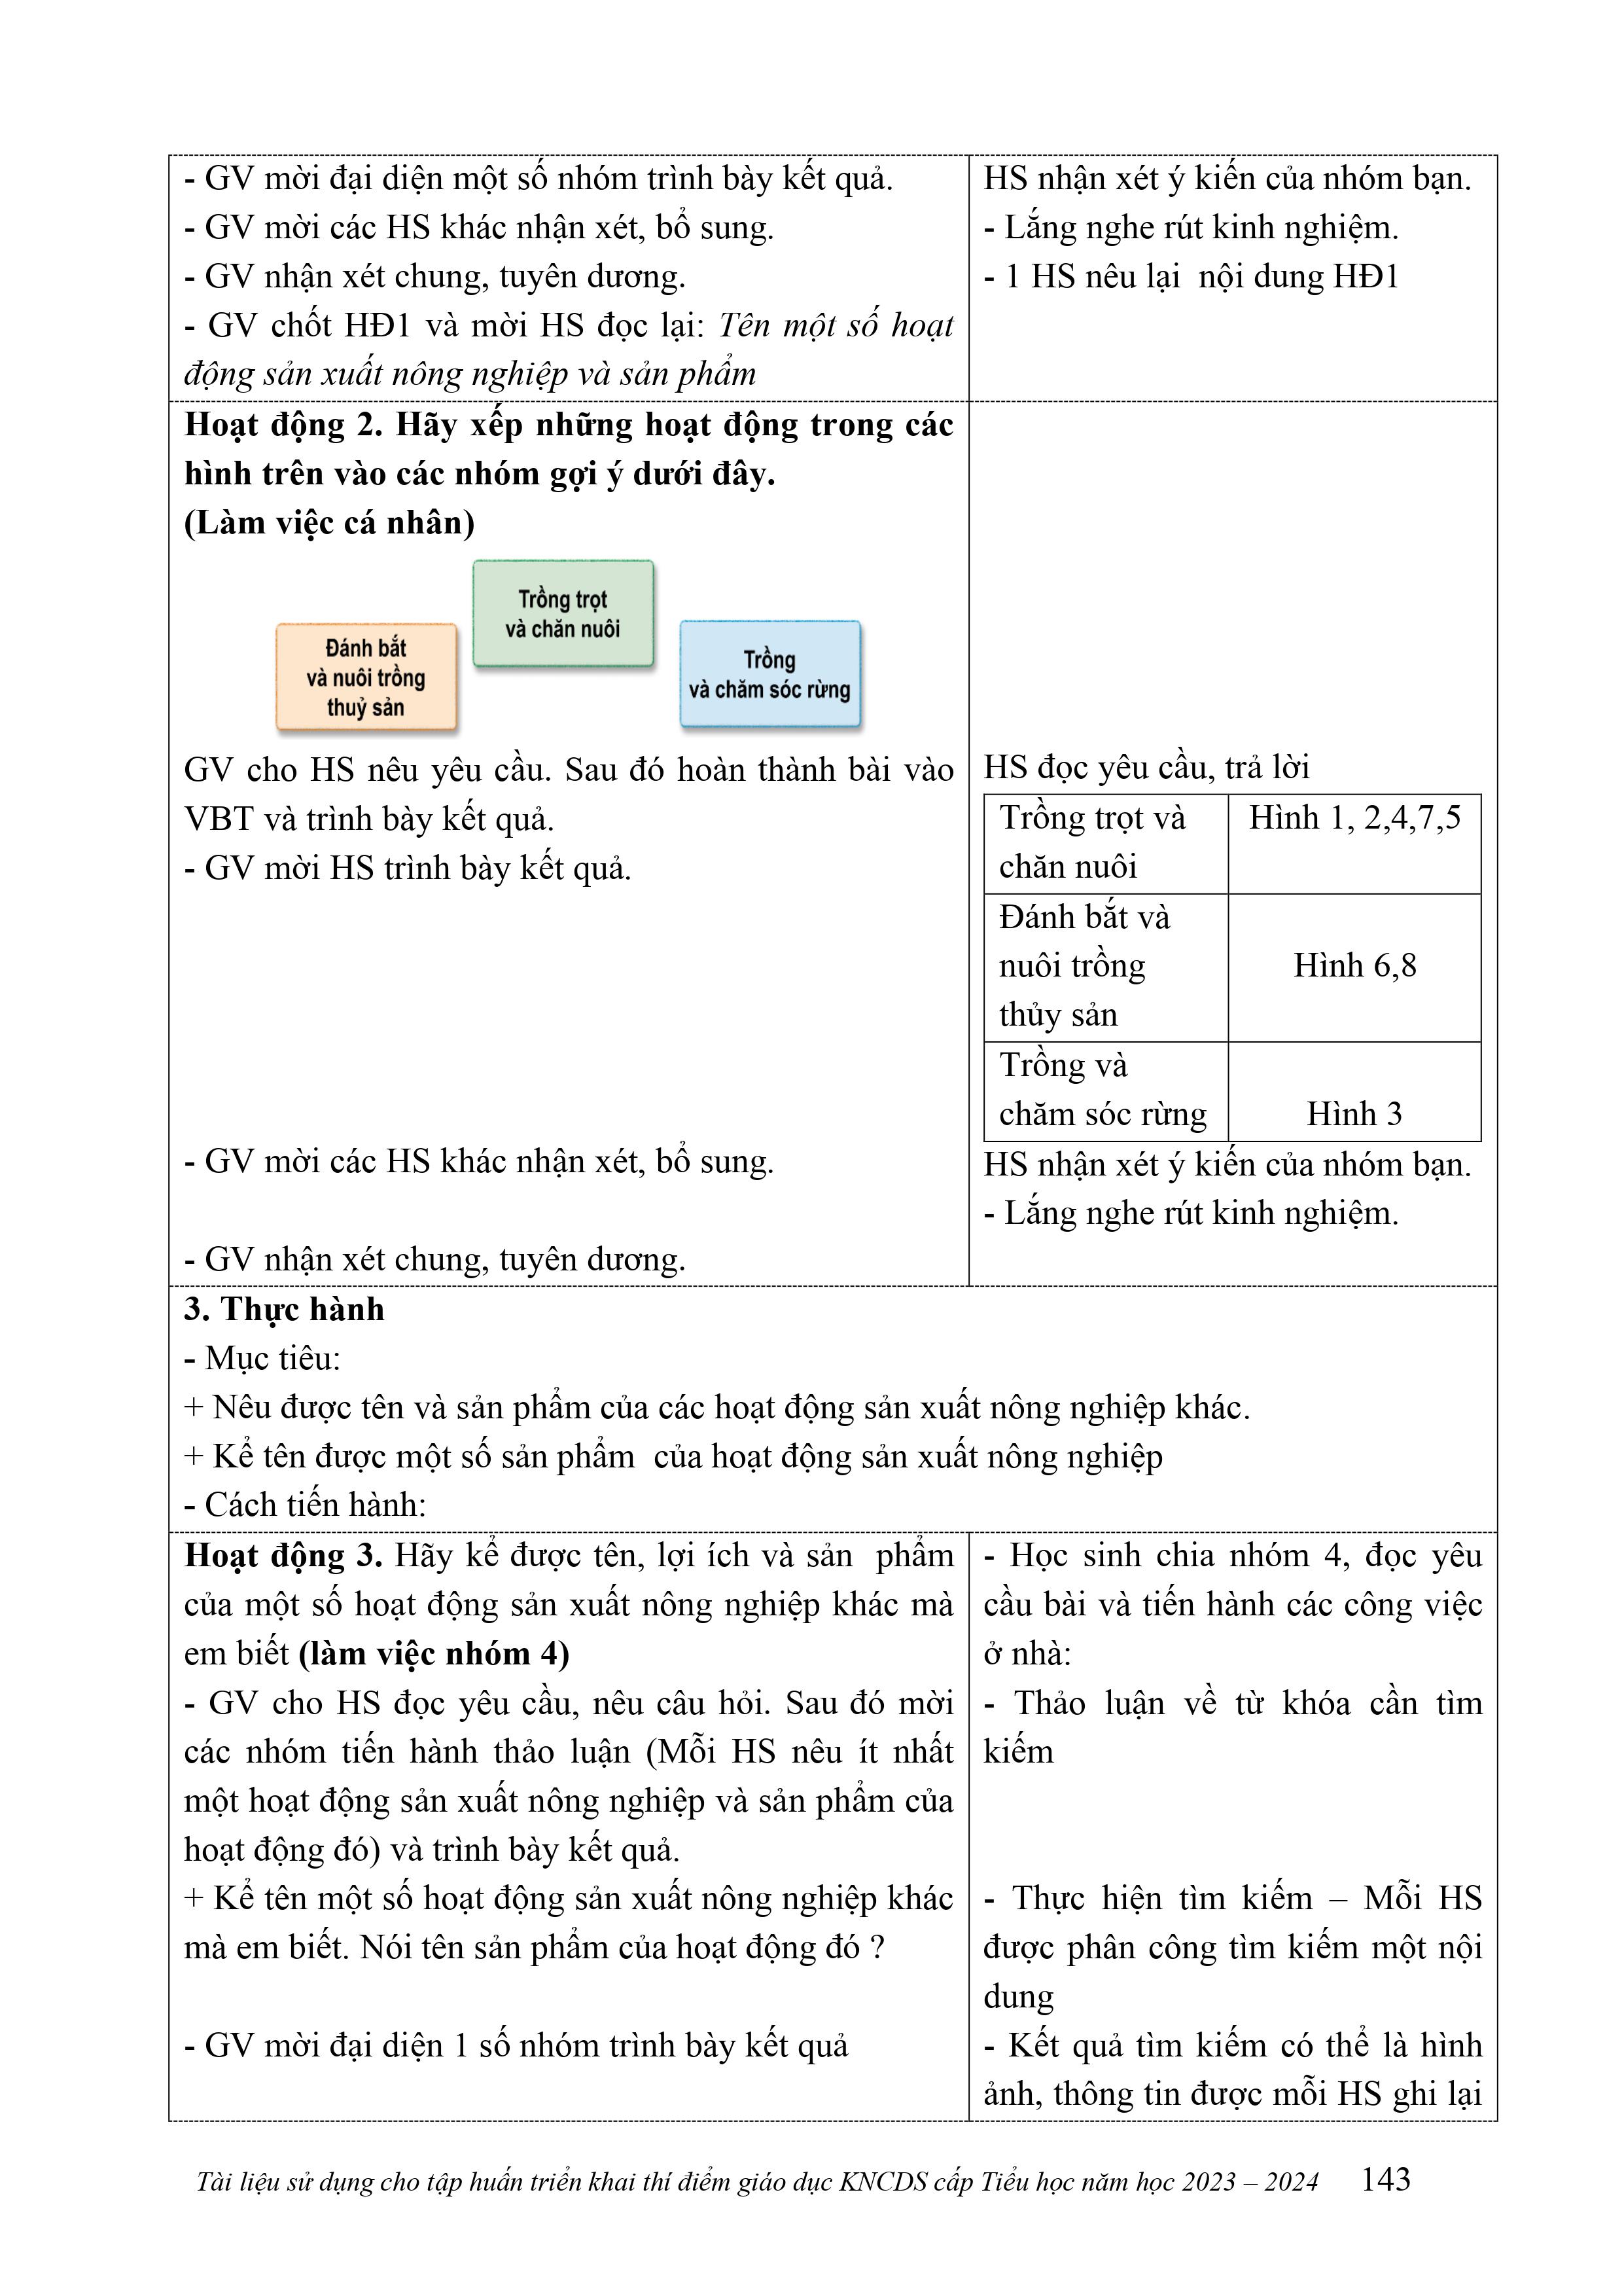 - GV mời đại diện một số nhóm trình bày kết quả.
- GV mời các HS khác nhận xét, bổ sung.
- GV nhận xét chung, tuyên dương.
- GV chốt HĐ1 và mời HS đọc lại: Tên một số hoạt
động sản xuất nông nghiệp và sản phẩm
HS nhận xét ý kiến của nhóm bạn.
- Lắng nghe rút kinh nghiệm.
- 1 HS nêu lại  nội dung HĐ1
Hoạt động 2. Hãy xếp những hoạt động trong các
hình trên vào các nhóm gợi ý dưới đây.
(Làm việc cá nhân)
Trồng trọt
và chăn nuôi
Đánh bắt
và nuôi trồng
thuỷ sản
Trồng
và chăm sóc rừng
GV cho HS nêu yêu cầu. Sau đó hoàn thành bài vào
VBT và trình bày kết quả.
- GV mời HS trình bày kết quả.
- GV mời các HS khác nhận xét, bổ sung.
- GV nhận xét chung, tuyên dương.
HS đọc yêu cầu, trả lời
Trồng trọt và
chăn nuôi
Hình 1, 2,4,7,5
Đánh bắt và
nuôi trồng
thủy sản
Hình 6,8
Trồng và
chăm sóc rừng
Hình 3
HS nhận xét ý kiến của nhóm bạn.
- Lắng nghe rút kinh nghiệm.
3. Thực hành
- Mục tiêu:
+ Nêu được tên và sản phẩm của các hoạt động sản xuất nông nghiệp khác.
+ Kể tên được một số sản phẩm  của hoạt động sản xuất nông nghiệp
- Cách tiến hành:
Hoạt động 3. Hãy kể được tên, lợi ích và sản  phẩm
của một số hoạt động sản xuất nông nghiệp khác mà
em biết (làm việc nhóm 4)
- GV cho HS đọc yêu cầu, nêu câu hỏi. Sau đó mời
các nhóm tiến hành thảo luận (Mỗi HS nêu ít nhất
một hoạt động sản xuất nông nghiệp và sản phẩm của
hoạt động đó) và trình bày kết quả.
+ Kể tên một số hoạt động sản xuất nông nghiệp khác
mà em biết. Nói tên sản phẩm của hoạt động đó ?
- GV mời đại diện 1 số nhóm trình bày kết quả
- Học sinh chia nhóm 4, đọc yêu
cầu bài và tiến hành các công việc
ở nhà:
- Thảo luận về từ khóa cần tìm
kiếm
- Thực hiện tìm kiếm – Mỗi HS
được phân công tìm kiếm một nội
dung
- Kết quả tìm kiếm có thể là hình
ảnh, thông tin được mỗi HS ghi lại
Tài liệu sử dụng cho tập huấn triển khai thí điểm giáo dục KNCDS cấp Tiểu học năm học 2023 – 2024 143